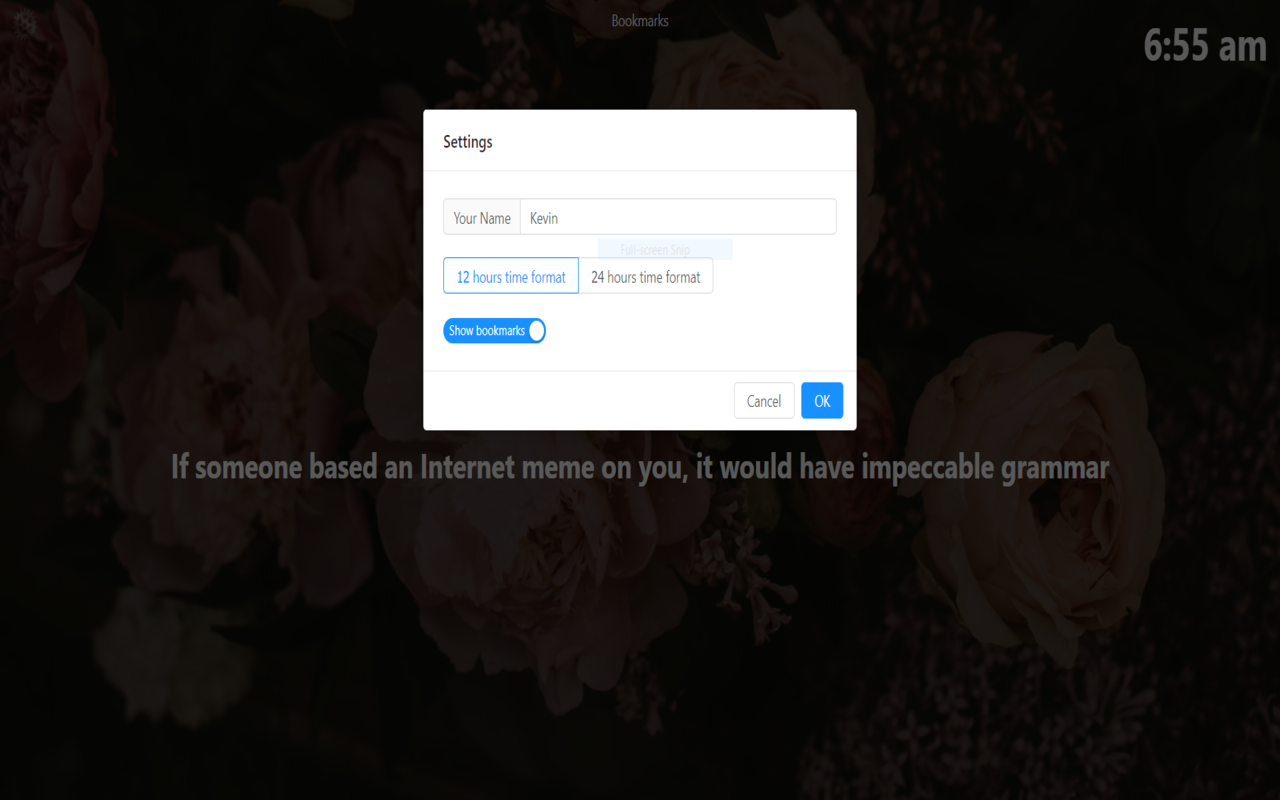 Bookmarks
6:55 am
Settings
Your Name Kevin
Full-screen Snip
12 hours time format 24 hours time format
Show bookmarks
Cancel OK
If someone based an Internet meme on you, it would have impeccable grammar